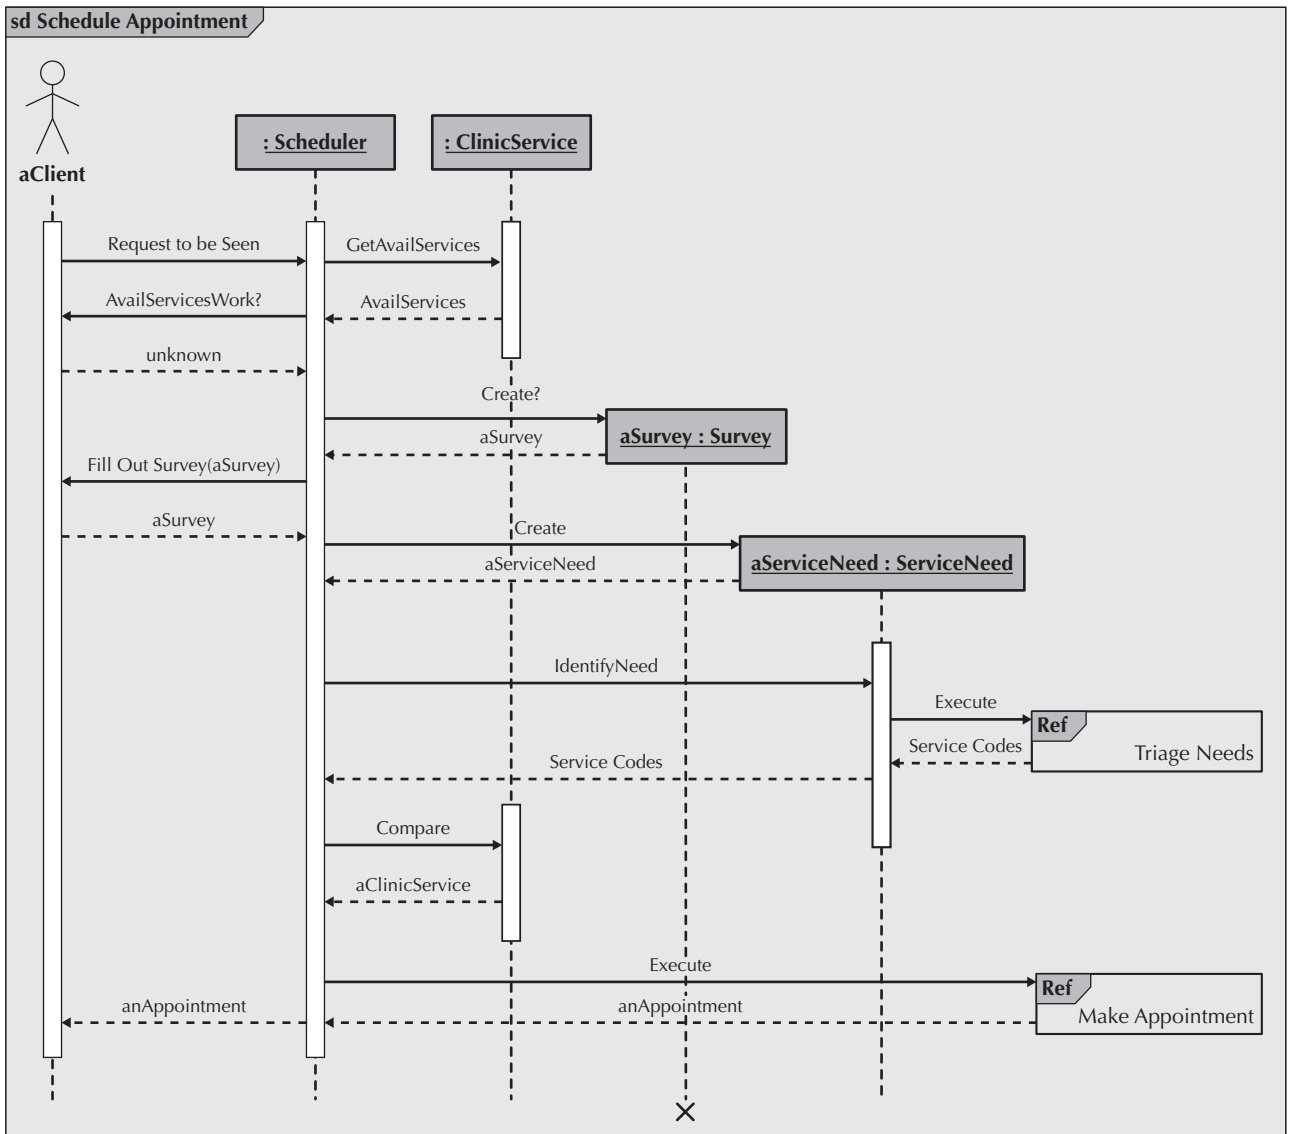 sd Schedule Appointment
aClient
: Scheduler
: ClinicService
Request to be Seen
GetAvailServices
AvailServicesWork?
AvailServices
unknown
Create?
aSurvey : Survey
aSurvey
Fill Out Survey(aSurvey)
aSurvey
Create
aServiceNeed : ServiceNeed
aServiceNeed
IdentifyNeed
Execute
Ref
Triage Needs
Service Codes
Service Codes
Compare
aClinicService
Execute
Ref
Make Appointment
anAppointment
anAppointment